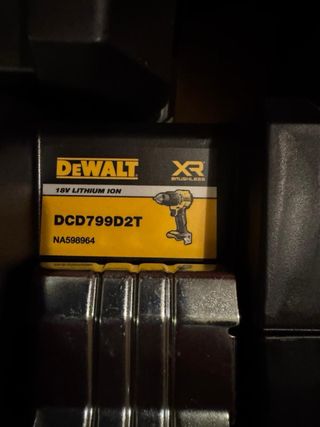 DEWALT
XR
BRUSHLESS
18V LITHIUM ION
DCD799D2T
NA598964